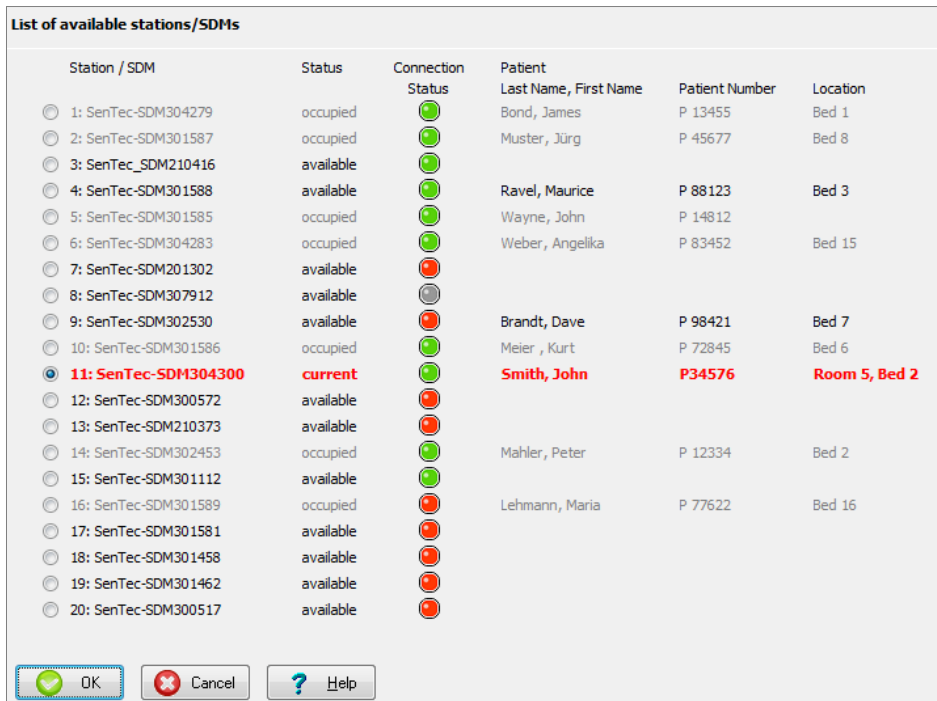 List of available stations/SDMs
Station / SDM Status Connection Patient
Status Last Name, First Name Patient Number Location
1: SenTec-SDM304279 occupied Bond, James P 13455 Bed 1
2: SenTec-SDM301587 occupied Muster, Jürg P 45677 Bed 8
3: SenTec_SDM210416 available
4: SenTec-SDM301588 available Ravel, Maurice P 88123 Bed 3
5: SenTec-SDM301585 occupied Wayne, John P 14812
6: SenTec-SDM304283 occupied Weber, Angelika P 83452 Bed 15
7: SenTec-SDM201302 available
8: SenTec-SDM307912 available
9: SenTec-SDM302530 available Brandt, Dave P 98421 Bed 7
10: SenTec-SDM301586 occupied Meier , Kurt P 72845 Bed 6
11: SenTec-SDM304300 current Smith, John P34576 Room 5, Bed 2
12: SenTec-SDM300572 available
13: SenTec-SDM210373 available
14: SenTec-SDM302453 occupied Mahler, Peter P 12334 Bed 2
15: SenTec-SDM301112 available
16: SenTec-SDM301589 occupied Lehmann, Maria P 77622 Bed 16
17: SenTec-SDM301581 available
18: SenTec-SDM301458 available
19: SenTec-SDM301462 available
20: SenTec-SDM300517 available
OK Cancel ? Help